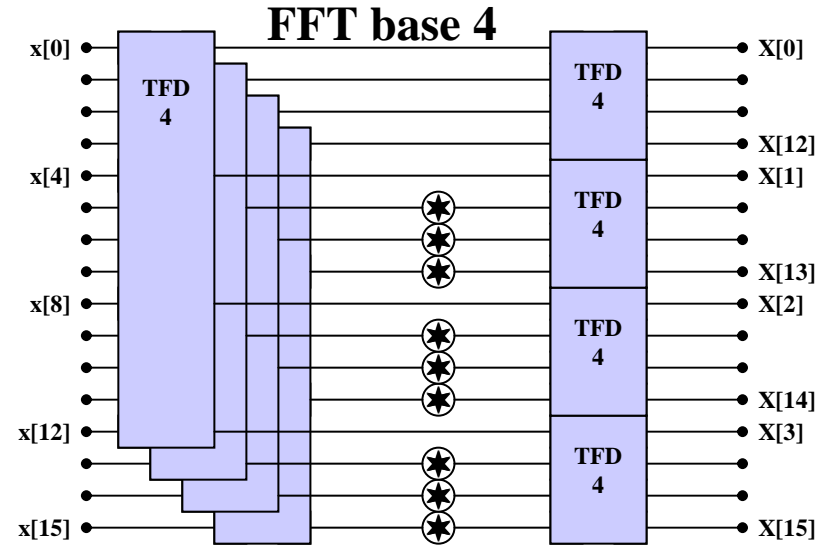 FFT base 4
x[0]
TFD
4
TFD
4
X[0]
X[12]
x[4]
TFD
4
X[1]
X[13]
x[8]
TFD
4
X[2]
X[14]
x[12]
TFD
4
X[3]
x[15]
X[15]